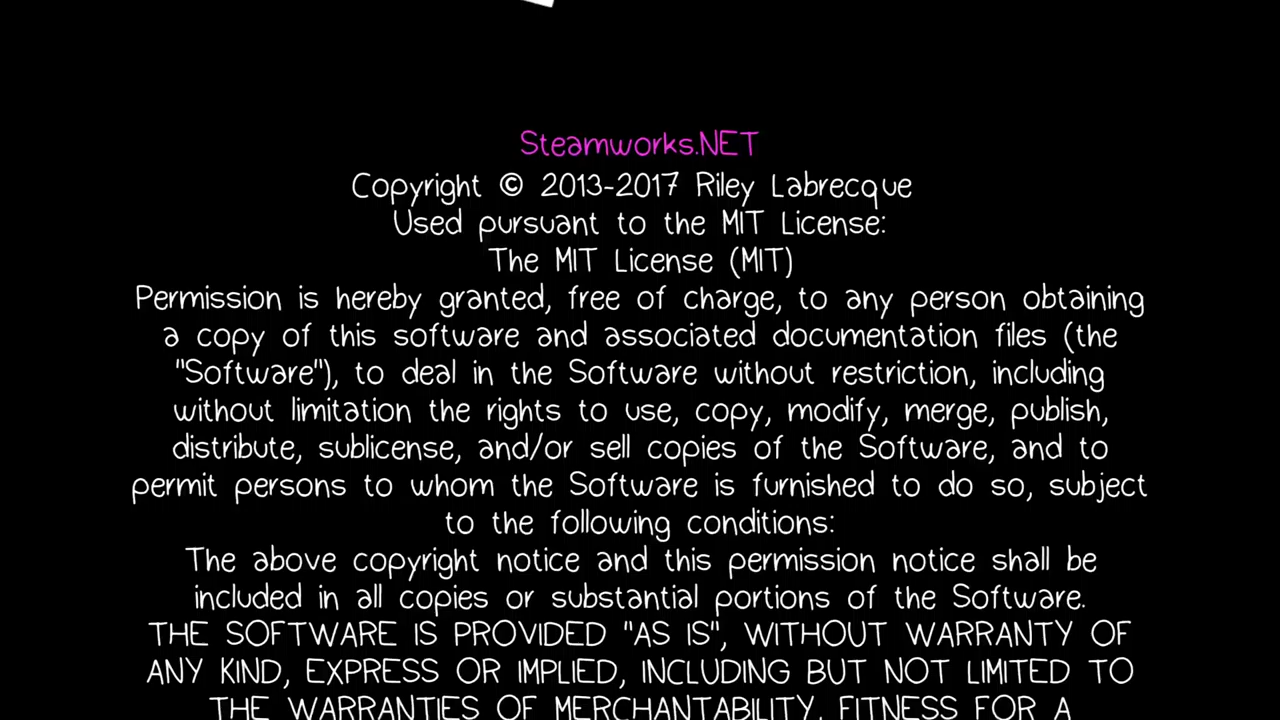 Steamworks.NET
Copyright © 2013-2017 Riley Labrecque
Used pursuant to the MIT License:
The MIT License (MIT)
Permission is hereby granted, free of charge, to any person obtaining
a copy of this software and associated documentation files (the
"Software"), to deal in the Software without restriction, including
without limitation the rights to use, copy, modify, merge, publish,
distribute, sublicense, and/or sell copies of the Software, and to
permit persons to whom the Software is furnished to do so, subject
to the following conditions:
The above copyright notice and this permission notice shall be
included in all copies or substantial portions of the Software.
THE SOFTWARE IS PROVIDED "AS IS", WITHOUT WARRANTY OF
ANY KIND, EXPRESS OR IMPLIED, INCLUDING BUT NOT LIMITED TO
THE WARRANTIES OF MERCHANTABILITY, FITNESS FOR A